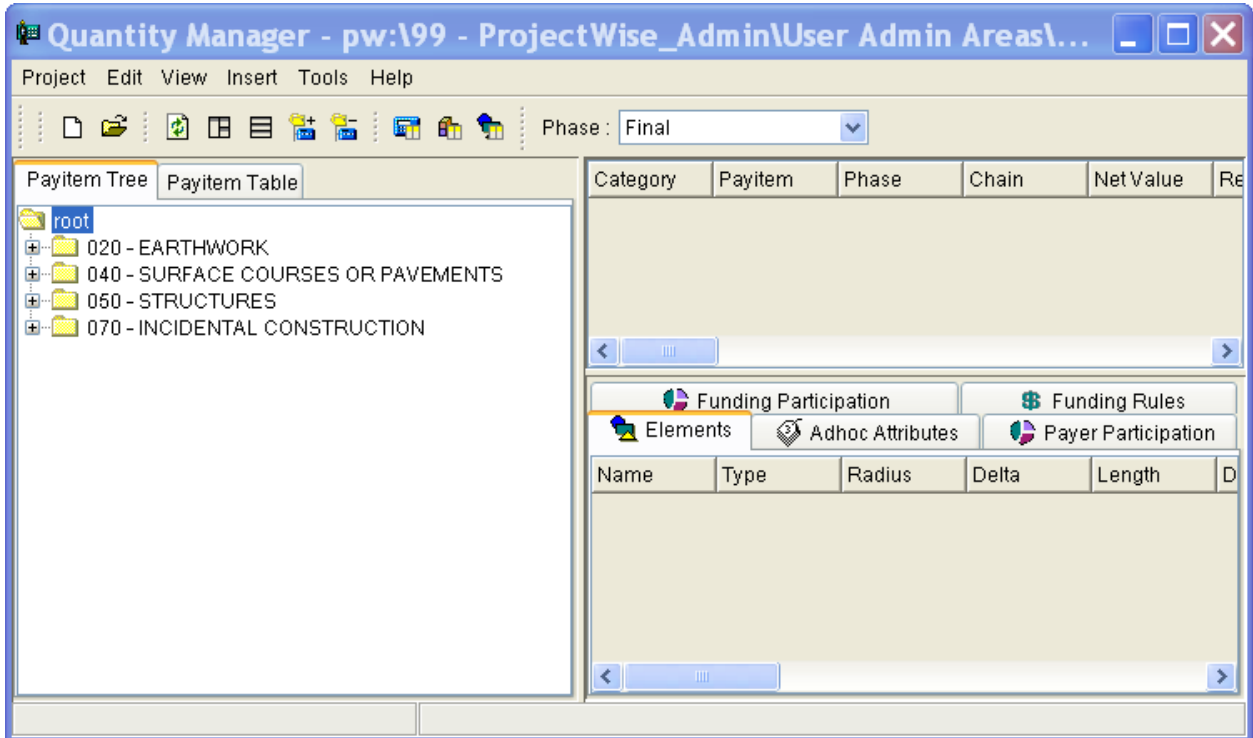 Quantity Manager - pw:\99 - ProjectWise_Admin\User Admin Areas\...
Project Edit View Insert Tools Help
Phase : Final
Payitem Tree Payitem Table
root
020 - EARTHWORK
040 - SURFACE COURSES OR PAVEMENTS
050 - STRUCTURES
070 - INCIDENTAL CONSTRUCTION
Category Payitem Phase Chain Net Value Re
Funding Participation Funding Rules
Elements Adhoc Attributes Payer Participation
Name Type Radius Delta Length D